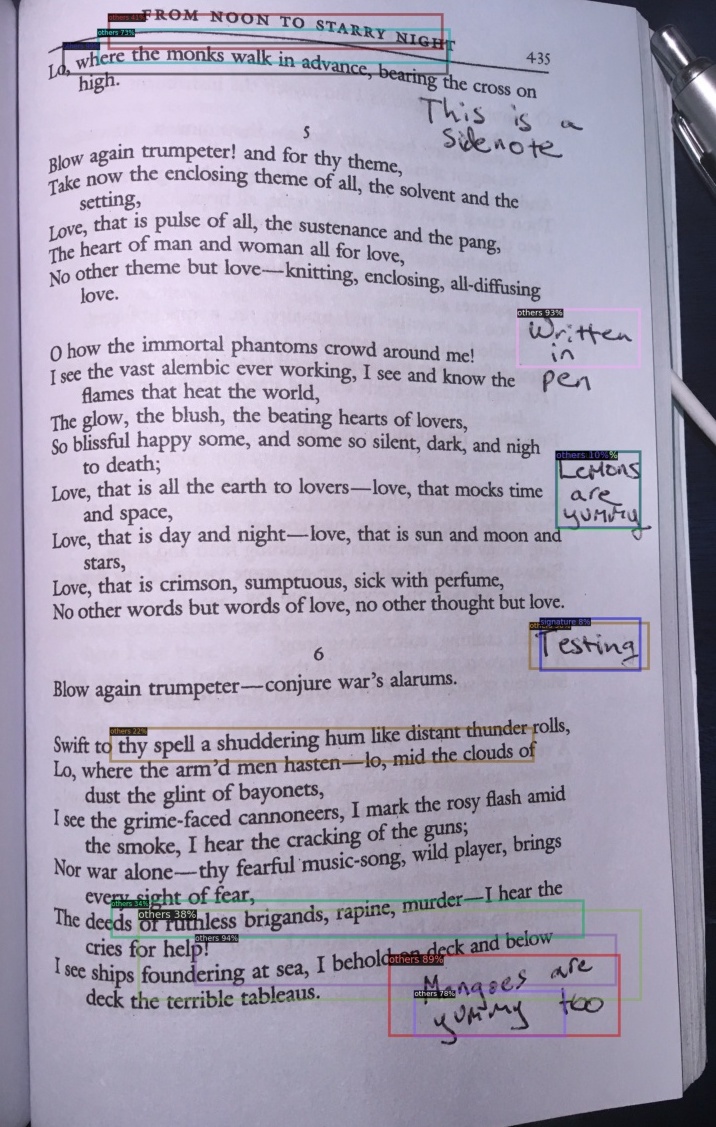 FROM NOON TO STARRY NIGHT
435
Lo, where the monks walk in advance, bearing the cross on
high.
This is a
Sidenote
5
Blow again trumpeter! and for thy theme,
Take now the enclosing theme of all, the solvent and the
setting,
Love, that is pulse of all, the sustenance and the pang,
The heart of man and woman all for love,
No other theme but love—knitting, enclosing, all-diffusing
love.
others 93%
Written
in
pen
O how the immortal phantoms crowd around me!
I see the vast alembic ever working, I see and know the
flames that heat the world,
The glow, the blush, the beating hearts of lovers,
So blissful happy some, and some so silent, dark, and nigh
to death;
Love, that is all the earth to lovers—love, that mocks time
and space,
Love, that is day and night—love, that is sun and moon and
stars,
Love, that is crimson, sumptuous, sick with perfume,
No other words but words of love, no other thought but love.
Lemons
are
yummy
signature 8%
Testing
6
Blow again trumpeter—conjure war's alarums.
others 22%
Swift to thy spell a shuddering hum like distant thunder rolls,
Lo, where the arm'd men hasten—lo, mid the clouds of
dust the glint of bayonets,
I see the grime-faced cannoneers, I mark the rosy flash amid
the smoke, I hear the cracking of the guns;
Nor war alone—thy fearful music-song, wild player, brings
every sight of fear,
others 34%
others 38%
The deeds of ruthless brigands, rapine, murder—I hear the
cries for help!
others 94%
I see ships foundering at sea, I behold on deck and below
deck the terrible tableaus.
others 89%
Mangoes are
others 78%
yummy too